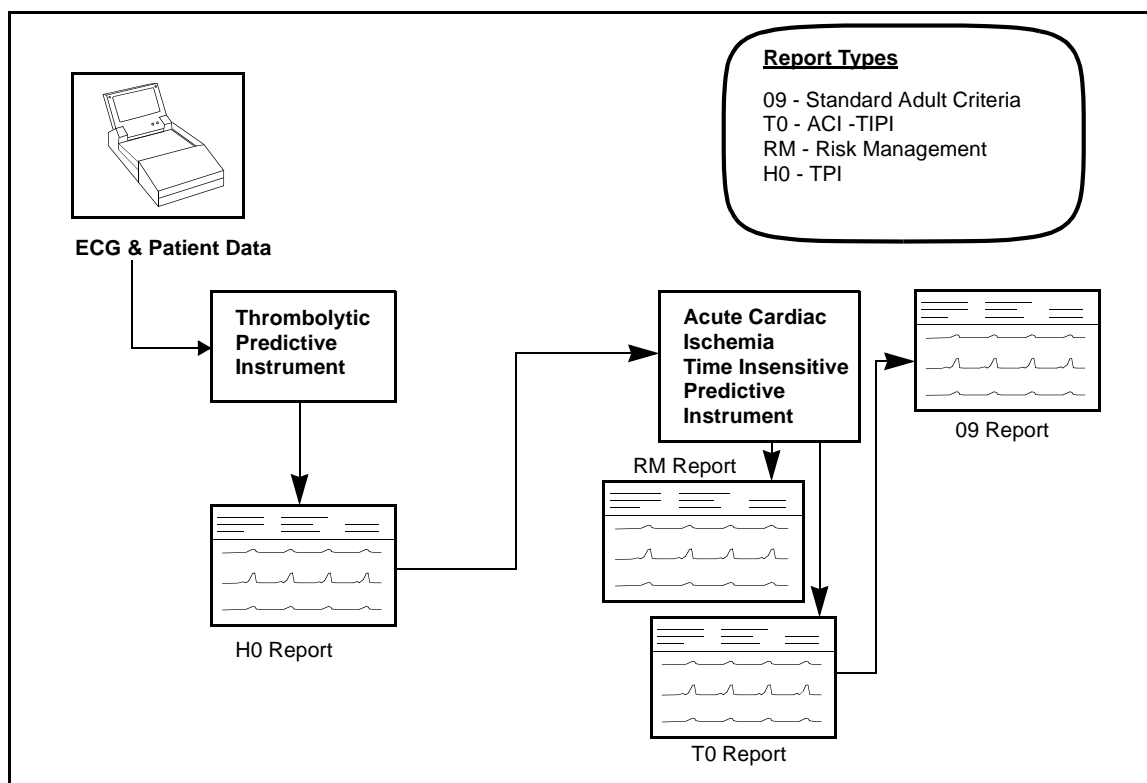 Report Types
09 - Standard Adult Criteria
T0 - ACI -TIPI
RM - Risk Management
H0 - TPI
ECG & Patient Data
Thrombolytic
Predictive
Instrument
Acute Cardiac
Ischemia
Time Insensitive
Predictive
Instrument
09 Report
RM Report
H0 Report
T0 Report